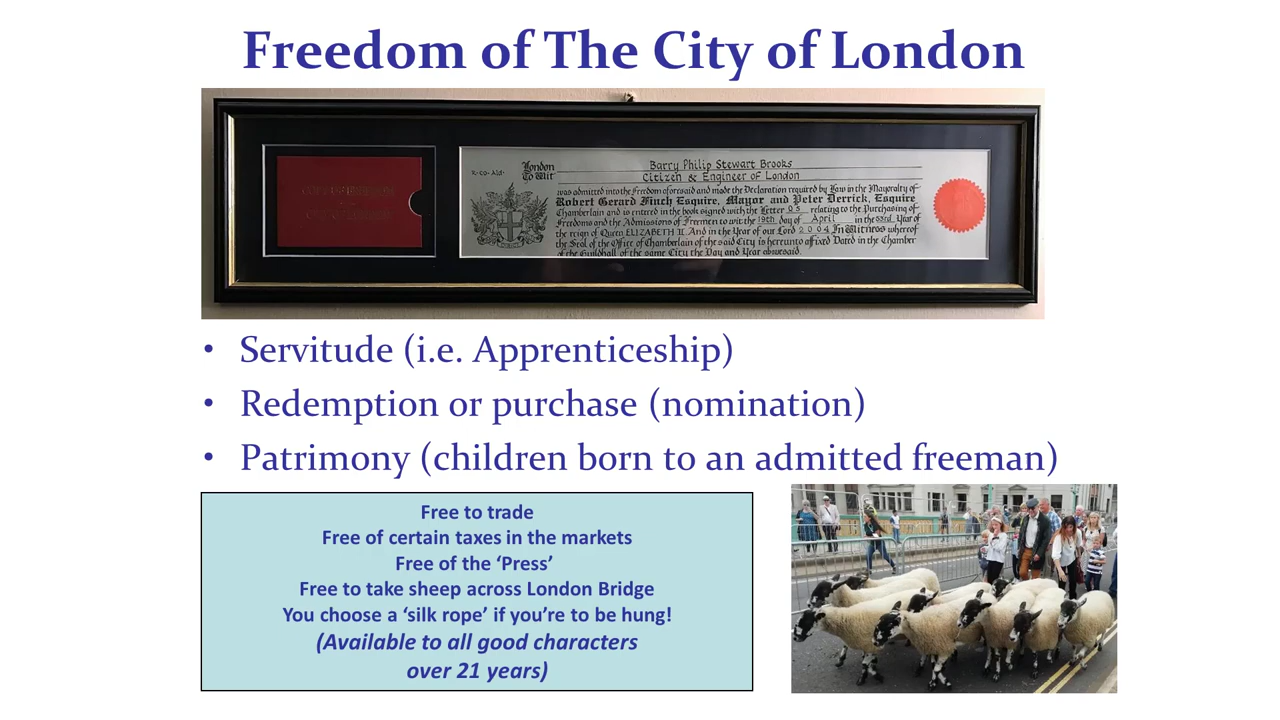 Freedom of The City of London
London
To Wit
R.co. Ald.
Barry Philip Stewart Brooks
Citizen & Engineer of London
was admitted into the Freedom aforesaid and made the Declaration required by Law in the Mayoralty of
Robert Gerard Finch Esquire, Mayor and Peter Derrick, Esquire
Chamberlain and is entered in the book signed with the Letter relating to the Purchasing of
Freedoms and the Admissions of Freemen to wit the 19th day of April in the 53rd Year of
the reign of Queen ELIZABETH II. And in the Year of our Lord 2004 In Witness whereof
the Seal of the Office of Chamberlain of the said City is hereunto affixed Dated in the Chamber
of the Guildhall of the same City the Day and Year abovesaid.
• Servitude (i.e. Apprenticeship)
• Redemption or purchase (nomination)
• Patrimony (children born to an admitted freeman)
Free to trade
Free of certain taxes in the markets
Free of the ‘Press’
Free to take sheep across London Bridge
You choose a ‘silk rope’ if you’re to be hung!
(Available to all good characters
over 21 years)